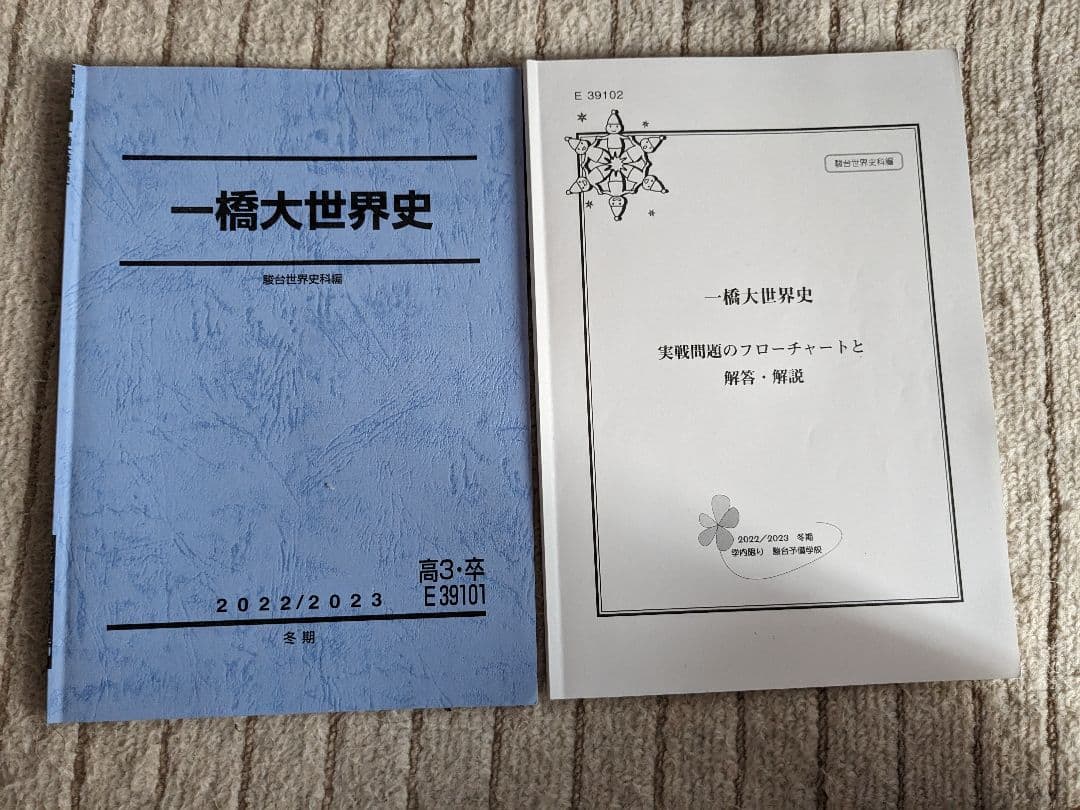 一橋大世界史
駿台世界史科編
高3・卒
E39101
2022/2023
冬期
E 39102
駿台世界史科編
一橋大世界史
実戦問題のフローチャートと
解答・解説
2022/2023 冬期
学内限り 駿台予備学校